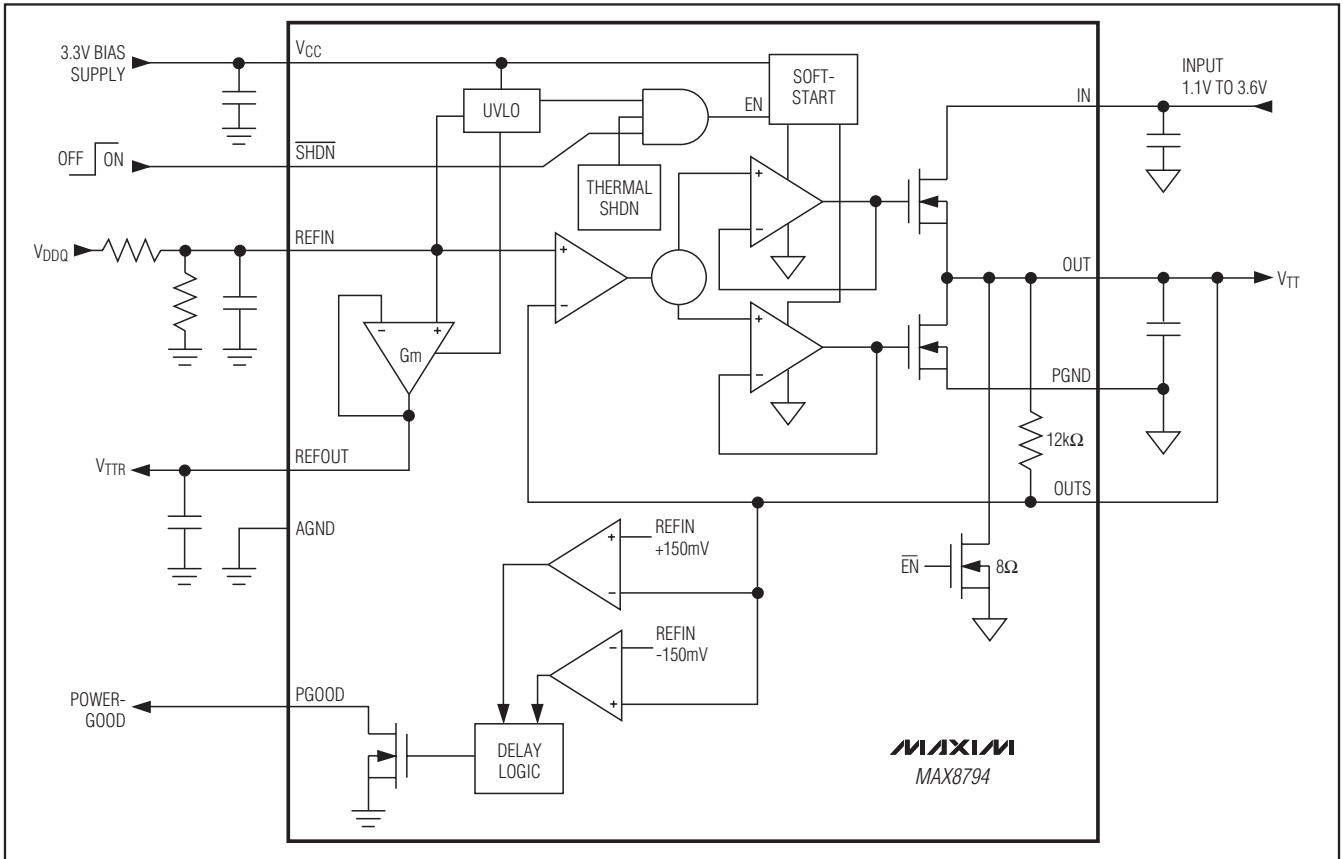 3.3V BIAS
SUPPLY
VCC
SOFT-
START
INPUT
1.1V TO 3.6V
IN
UVLO
EN
OFF
ON
SHDN
THERMAL
SHDN
+
-
VDDQ
REFIN
+
-
OUT
VTT
-
+
Gm
+
-
PGND
12kΩ
VTTR
REFOUT
OUTS
AGND
+
REFIN
+150mV
-
EN
8Ω
-
REFIN
-150mV
+
POWER-
GOOD
PGOOD
DELAY
LOGIC
MAXIM
MAX8794